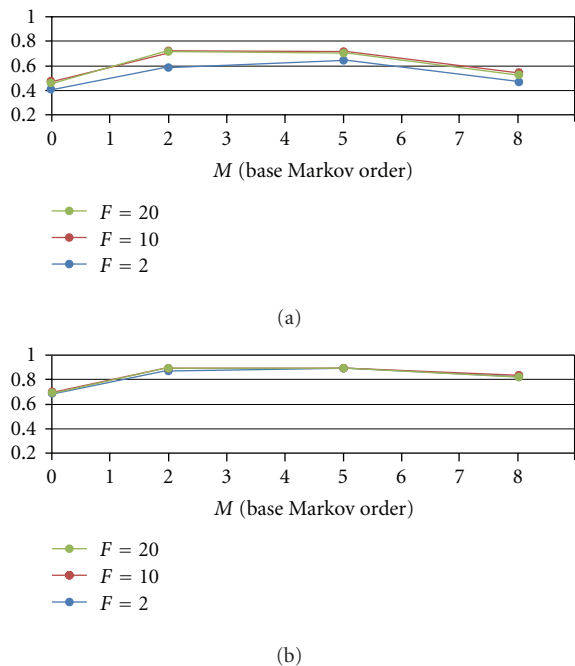 1
0.8
0.6
0.4
0.2
0 1 2 3 4 5 6 7 8
M (base Markov order)
F = 20
F = 10
F = 2
(a)
1
0.8
0.6
0.4
0.2
0 1 2 3 4 5 6 7 8
M (base Markov order)
F = 20
F = 10
F = 2
(b)